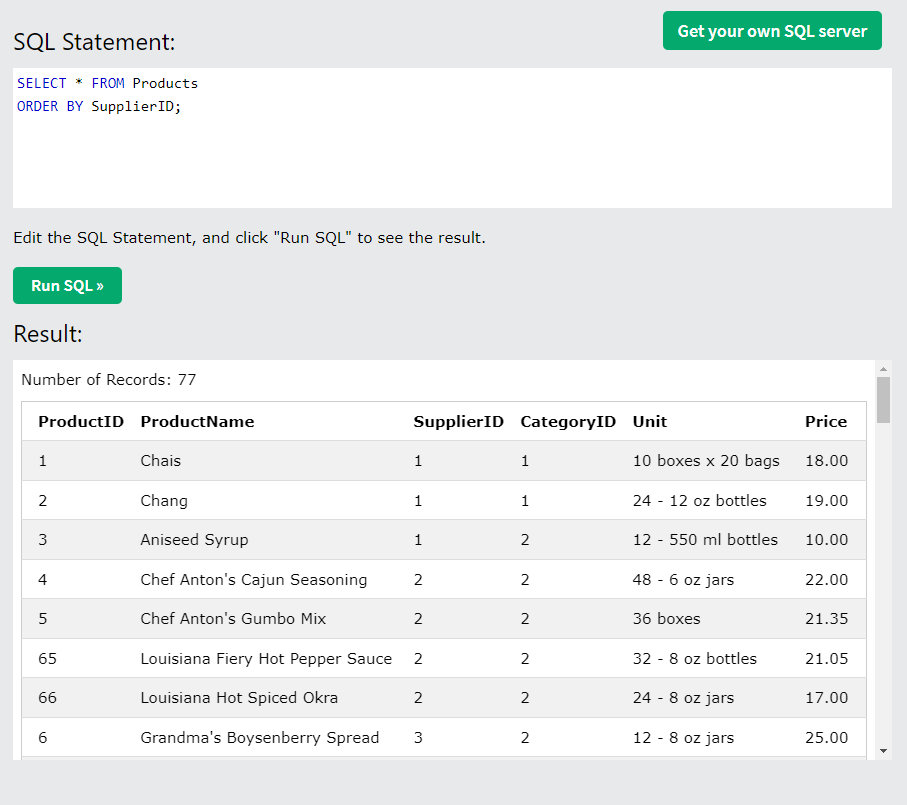 Get your own SQL server
SQL Statement:
SELECT * FROM Products
ORDER BY SupplierID;
Edit the SQL Statement, and click "Run SQL" to see the result.
Run SQL »
Result:
Number of Records: 77
ProductID ProductName SupplierID CategoryID Unit Price
1 Chais 1 1 10 boxes x 20 bags 18.00
2 Chang 1 1 24 - 12 oz bottles 19.00
3 Aniseed Syrup 1 2 12 - 550 ml bottles 10.00
4 Chef Anton's Cajun Seasoning 2 2 48 - 6 oz jars 22.00
5 Chef Anton's Gumbo Mix 2 2 36 boxes 21.35
65 Louisiana Fiery Hot Pepper Sauce 2 2 32 - 8 oz bottles 21.05
66 Louisiana Hot Spiced Okra 2 2 24 - 8 oz jars 17.00
6 Grandma's Boysenberry Spread 3 2 12 - 8 oz jars 25.00